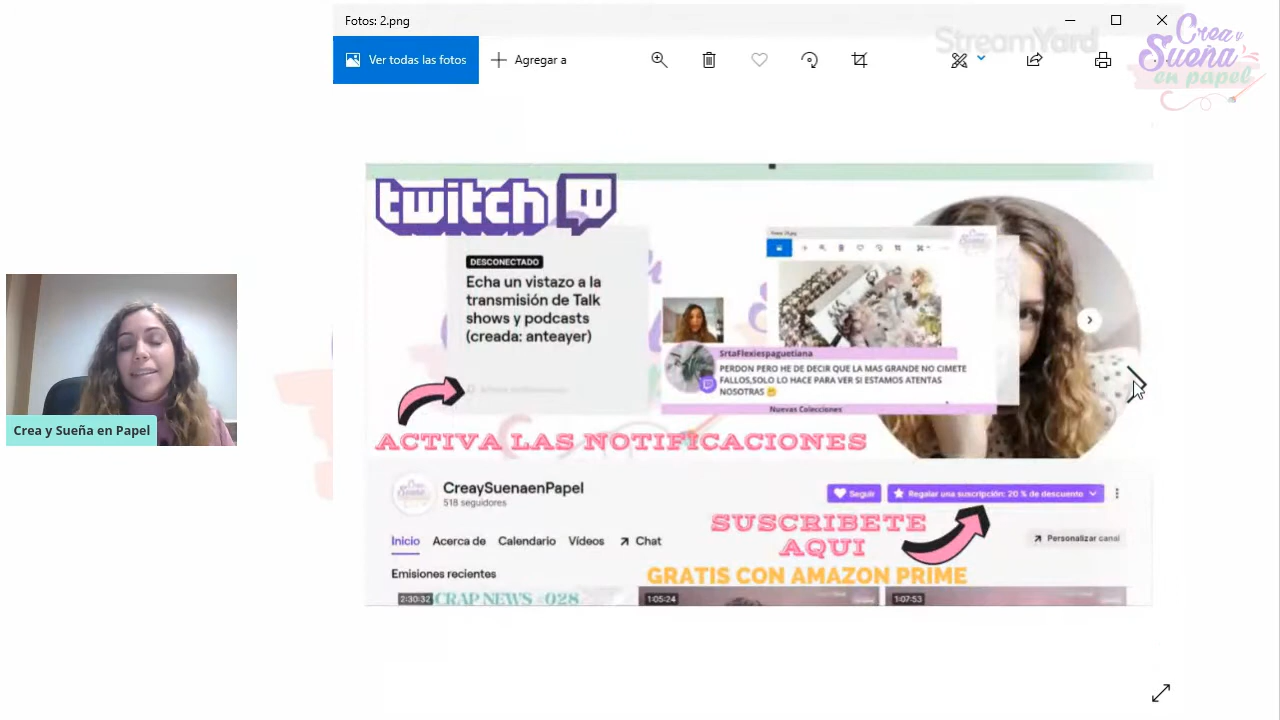 Fotos: 2.png
StreamYard
Crea y
Sueña
en papel
Ver todas las fotos
Agregar a
twitch
DESCONECTADO
Echa un vistazo a la
transmisión de Talk
shows y podcasts
(creada: anteayer)
SrtaFlexiespaguetiana
PERDON PERO HE DE DECIR QUE LA MAS GRANDE NO CIMETE
FALLOS,SOLO LO HACE PARA VER SI ESTAMOS ATENTAS
NOSOTRAS
Nuevas Colecciones
ACTIVA LAS NOTIFICACIONES
Crea y Sueña en Papel
CreaySuenaenPapel
518 seguidores
Seguir
Regalar una suscripción: 20 % de descuento
SUSCRIBETE
AQUI
Inicio
Acerca de
Calendario
Vídeos
Chat
Personalizar canal
Emisiones recientes
GRATIS CON AMAZON PRIME
2:30:32
CRAP NEWS #028
1:05:24
1:07:53